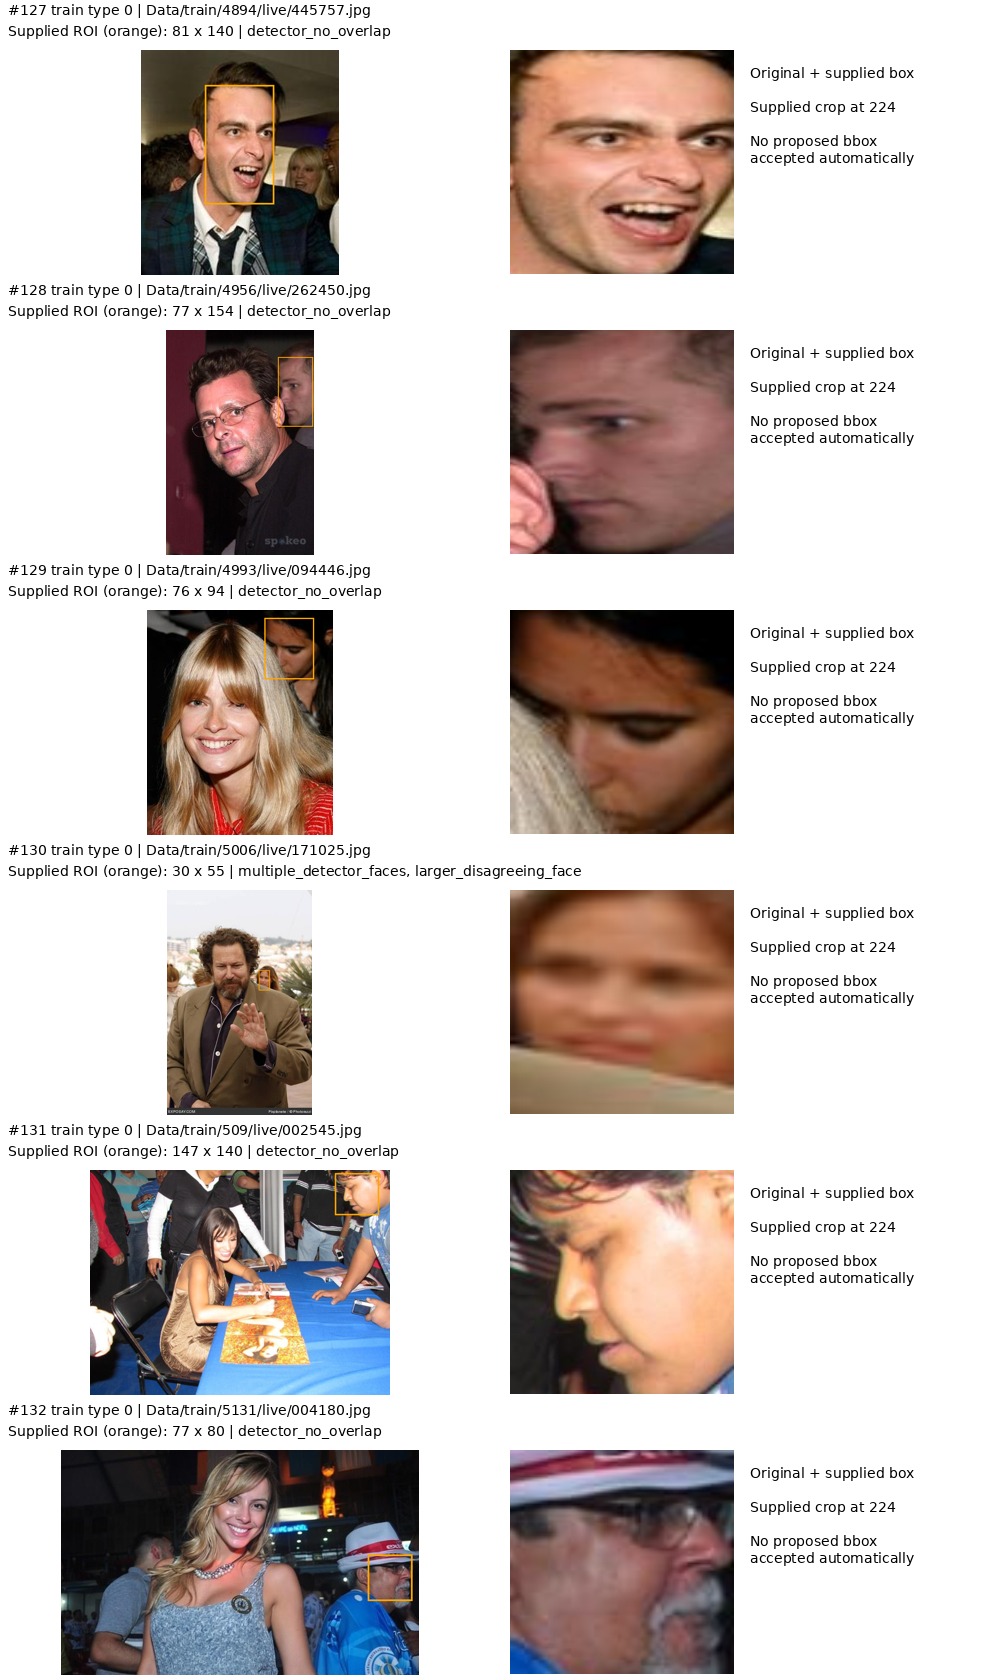 #127 train type 0 | Data/train/4894/live/445757.jpg
Supplied ROI (orange): 81 x 140 | detector_no_overlap
Original + supplied box
Supplied crop at 224
No proposed bbox
accepted automatically
#128 train type 0 | Data/train/4956/live/262450.jpg
Supplied ROI (orange): 77 x 154 | detector_no_overlap
Original + supplied box
Supplied crop at 224
No proposed bbox
accepted automatically
spokeo
#129 train type 0 | Data/train/4993/live/094446.jpg
Supplied ROI (orange): 76 x 94 | detector_no_overlap
Original + supplied box
Supplied crop at 224
No proposed bbox
accepted automatically
#130 train type 0 | Data/train/5006/live/171025.jpg
Supplied ROI (orange): 30 x 55 | multiple_detector_faces, larger_disagreeing_face
Original + supplied box
Supplied crop at 224
No proposed bbox
accepted automatically
#131 train type 0 | Data/train/509/live/002545.jpg
Supplied ROI (orange): 147 x 140 | detector_no_overlap
Original + supplied box
Supplied crop at 224
No proposed bbox
accepted automatically
#132 train type 0 | Data/train/5131/live/004180.jpg
Supplied ROI (orange): 77 x 80 | detector_no_overlap
Original + supplied box
Supplied crop at 224
No proposed bbox
accepted automatically